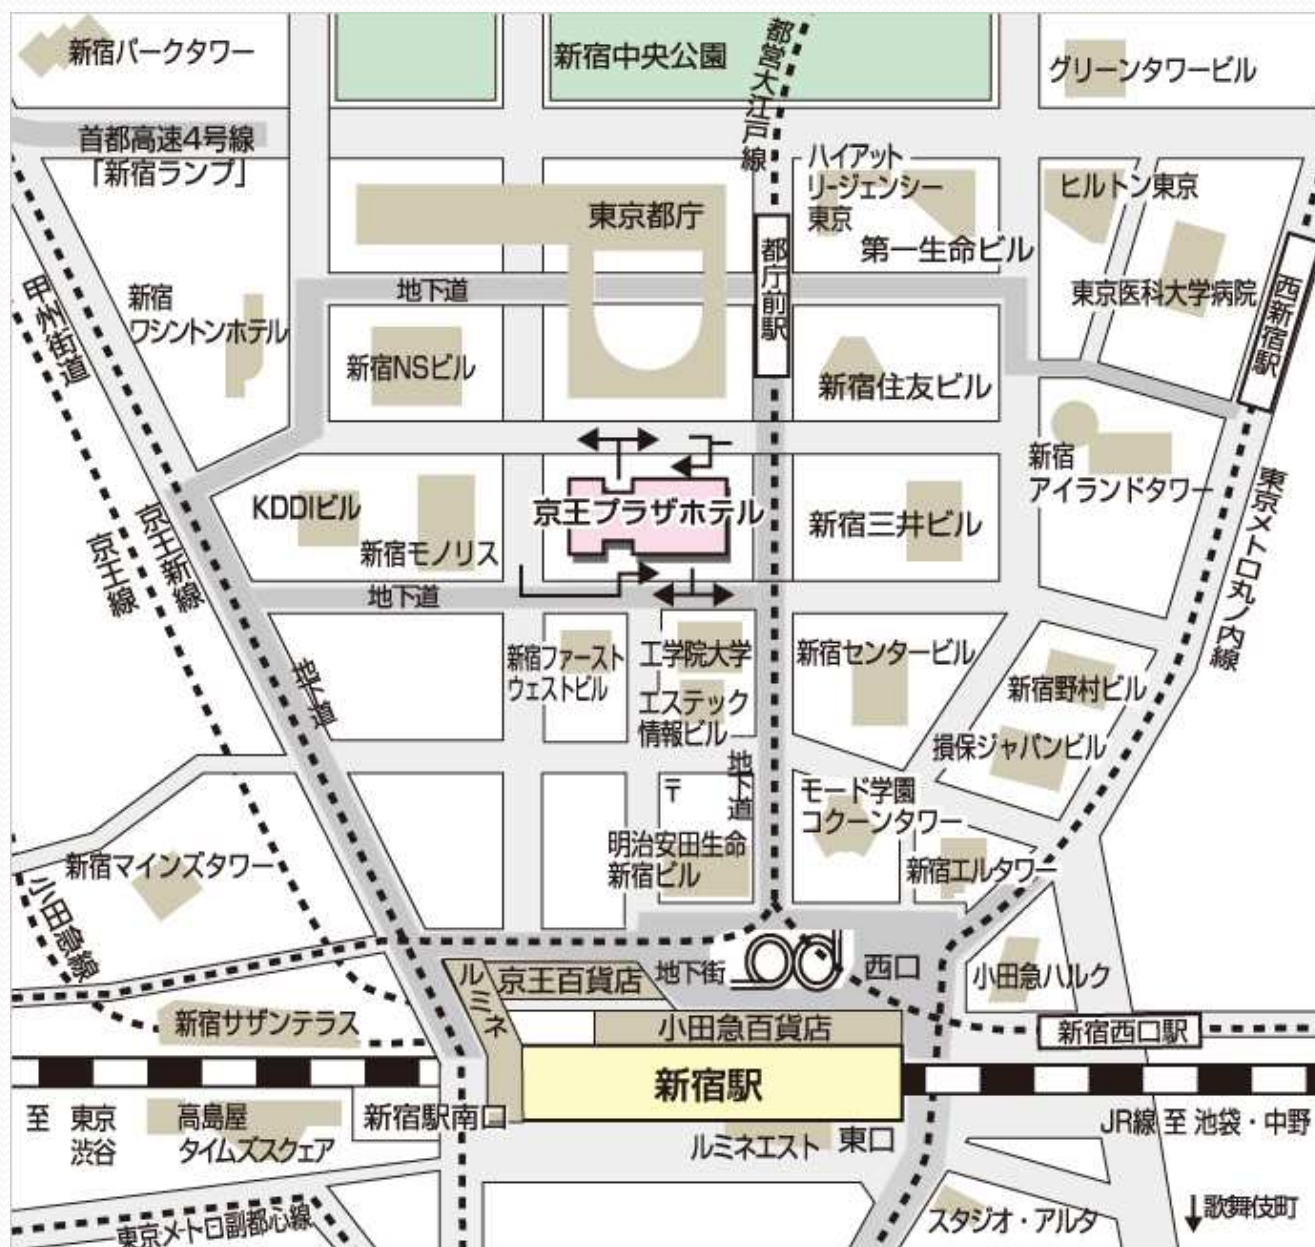 新宿パークタワー
新宿中央公園
都営大江戸線
グリーンタワービル
首都高速4号線
「新宿ランプ」
ハイアット
リージェンシー
東京
ヒルトン東京
東京都庁
第一生命ビル
都庁前駅
西新宿駅
甲州街道
新宿
ワシントンホテル
地下道
東京医科大学病院
新宿NSビル
新宿住友ビル
新宿
アイランドタワー
東京メトロ丸ノ内線
KDDIビル
新宿モノリス
京王プラザホテル
新宿三井ビル
京王新線
京王線
地下道
地下道
新宿ファースト
ウェストビル
工学院大学
エステック
情報ビル
新宿センタービル
新宿野村ビル
損保ジャパンビル
地下道
〒
モード学園
コクーンタワー
明治安田生命
新宿ビル
新宿エルタワー
新宿マインズタワー
小田急線
ルミネ
京王百貨店
地下街
西口
小田急ハルク
新宿サザンテラス
小田急百貨店
新宿西口駅
新宿駅
至 東京
渋谷
高島屋
タイムズスクェア
新宿駅南口
ルミネエスト
東口
JR線 至 池袋・中野
東京メトロ副都心線
スタジオ・アルタ
歌舞伎町